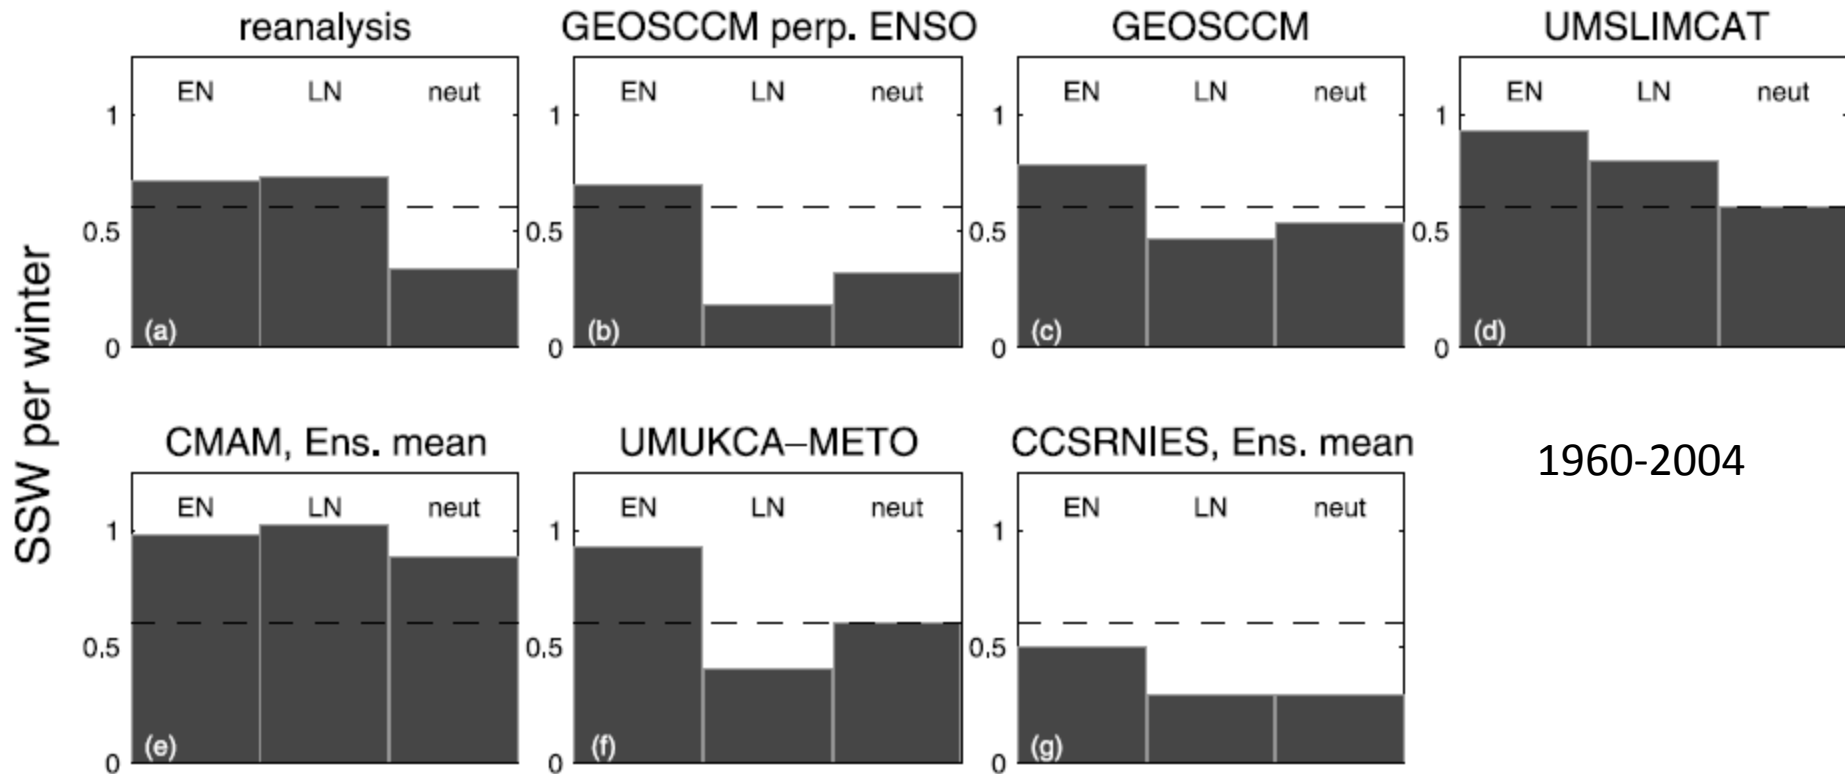 reanalysis
GEOSCCM perp. ENSO
GEOSCCM
UMSLIMCAT
SSW per winter
EN LN neut
1
0.5
0
(a)
EN LN neut
1
0.5
0
(b)
EN LN neut
1
0.5
0
(c)
EN LN neut
1
0.5
0
(d)
CMAM, Ens. mean
UMUKCA–METO
CCSRNIES, Ens. mean
1960-2004
EN LN neut
1
0.5
0
(e)
EN LN neut
1
0.5
0
(f)
EN LN neut
1
0.5
0
(g)